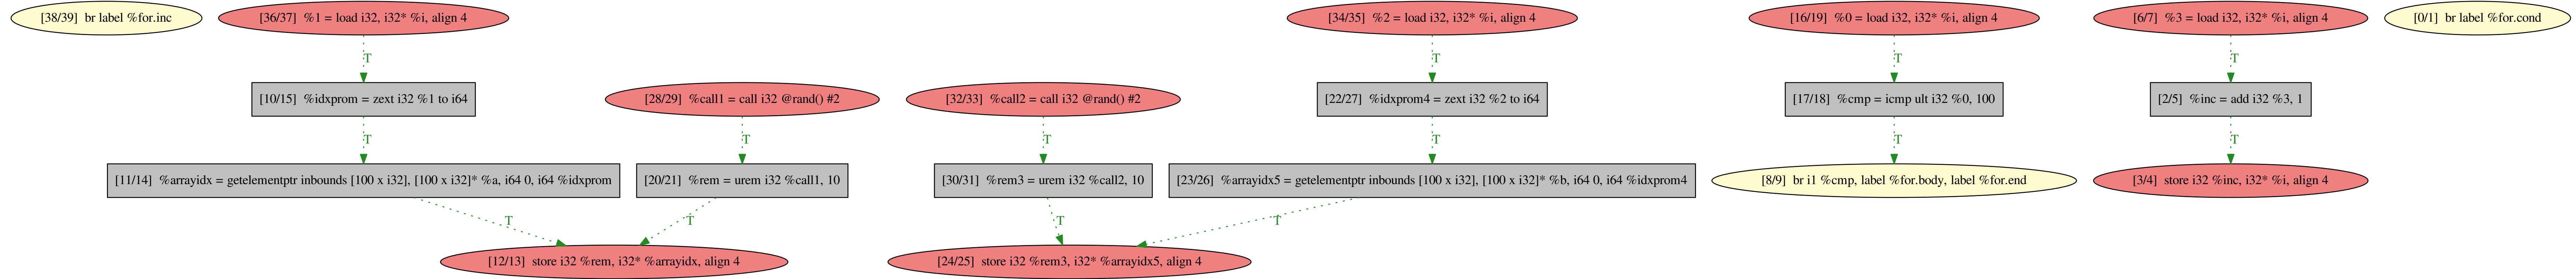 [38/39] br label %for.inc
[36/37] %1 = load i32, i32* %i, align 4
[34/35] %2 = load i32, i32* %i, align 4
[16/19] %0 = load i32, i32* %i, align 4
[6/7] %3 = load i32, i32* %i, align 4
[0/1] br label %for.cond
T
T
T
T
[10/15] %idxprom = zext i32 %1 to i64
[28/29] %call1 = call i32 @rand() #2
[32/33] %call2 = call i32 @rand() #2
[22/27] %idxprom4 = zext i32 %2 to i64
[17/18] %cmp = icmp ult i32 %0, 100
[2/5] %inc = add i32 %3, 1
T
T
T
T
T
T
[11/14] %arrayidx = getelementptr inbounds [100 x i32], [100 x i32]* %a, i64 0, i64 %idxprom
[20/21] %rem = urem i32 %call1, 10
[30/31] %rem3 = urem i32 %call2, 10
[23/26] %arrayidx5 = getelementptr inbounds [100 x i32], [100 x i32]* %b, i64 0, i64 %idxprom4
[8/9] br i1 %cmp, label %for.body, label %for.end
[3/4] store i32 %inc, i32* %i, align 4
T
T
T
T
[12/13] store i32 %rem, i32* %arrayidx, align 4
[24/25] store i32 %rem3, i32* %arrayidx5, align 4